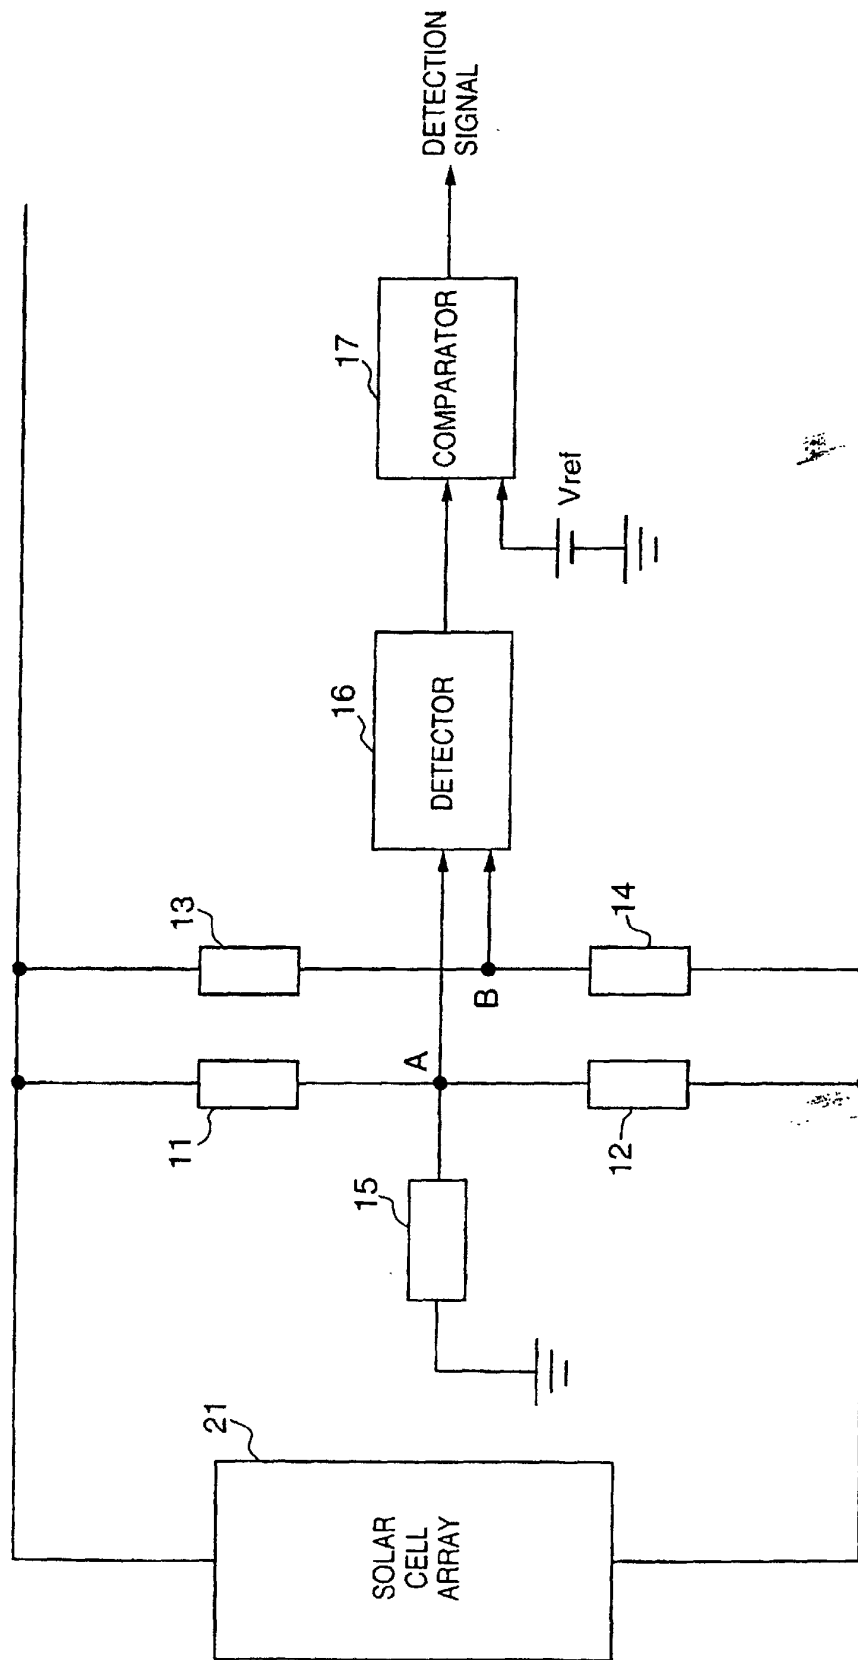 DETECTION
SIGNAL
17
COMPARATOR
Vref
16
DETECTOR
13
14
B
A
11
12
15
21
SOLAR
CELL
ARRAY